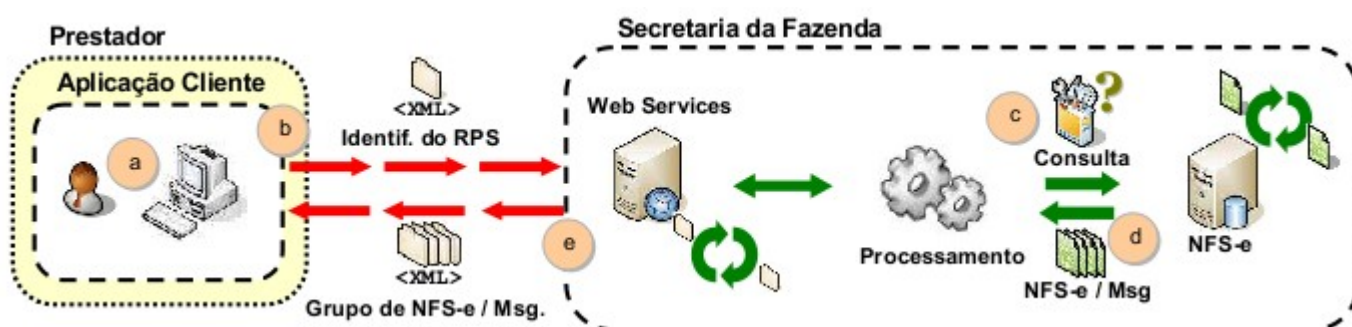 Prestador
Aplicação Cliente
a
b
<XML>
Identif. do RPS
<XML>
Grupo de NFS-e / Msg.
Secretaria da Fazenda
Web Services
e
Processamento
c
?
Consulta
d
NFS-e / Msg
NFS-e